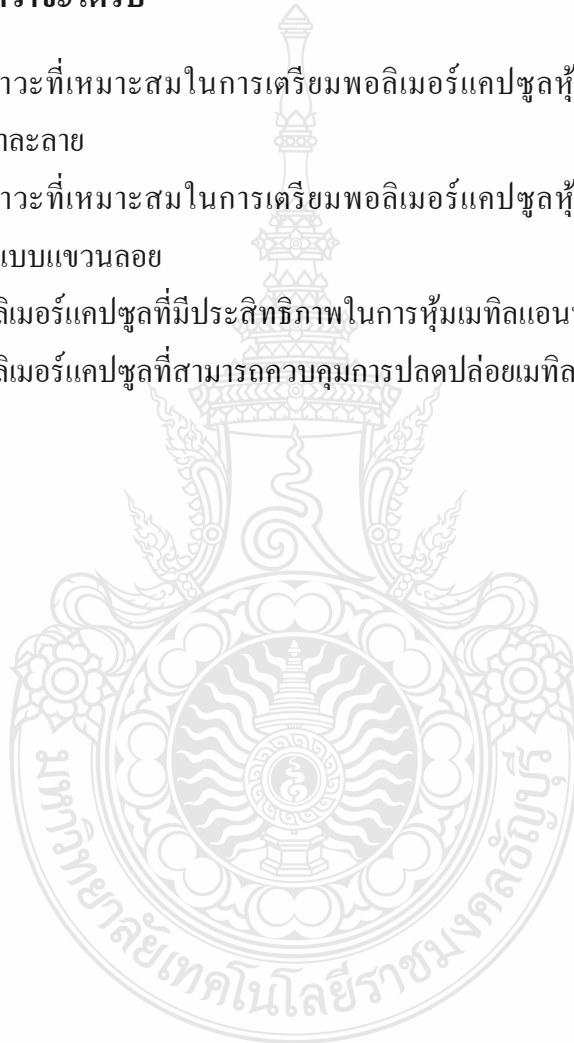 าวะที่เหมาะสมในการเตรียมพอลิเมอร์แคปซูลหุ้
าละลาย
าวะที่เหมาะสมในการเตรียมพอลิเมอร์แคปซูลหุ้
แบบแขวนลอย
ลิเมอร์แคปซูลที่มีประสิทธิภาพในการหุ้มเมทิลแอน
ลิเมอร์แคปซูลที่สามารถควบคุมการปลดปล่อยเมทิล
มหาวิทยาลัยเทคโนโลยีราชมงคลธัญบุรี